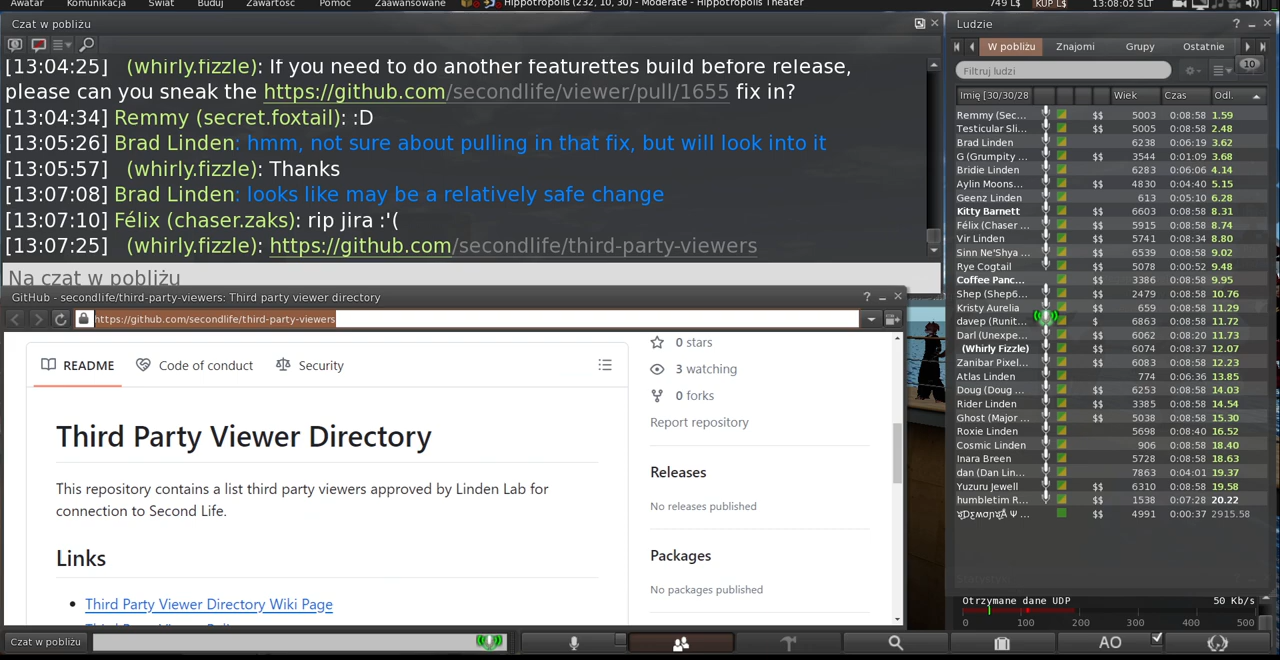 Awatar Komunikacja Świat Buduj Zawartość Pomoc Zaawansowane Hippotropolis (232, 10, 30) - Moderate - Hippotropolis Theater 749 L$ KUP L$ 13:08:02 SLT
Czat w pobliżu
[13:04:25] (whirly.fizzle): If you need to do another featurettes build before release,
please can you sneak the https://github.com/secondlife/viewer/pull/1655 fix in?
[13:04:34] Remmy (secret.foxtail): :D
[13:05:26] Brad Linden: hmm, not sure about pulling in that fix, but will look into it
[13:05:57] (whirly.fizzle): Thanks
[13:07:08] Brad Linden: looks like may be a relatively safe change
[13:07:10] Félix (chaser.zaks): rip jira :'(
[13:07:25] (whirly.fizzle): https://github.com/secondlife/third-party-viewers
Na czat w pobliżu
GitHub - secondlife/third-party-viewers: Third party viewer directory ? _ ×
https://github.com/secondlife/third-party-viewers
README Code of conduct Security
Third Party Viewer Directory
This repository contains a list third party viewers approved by Linden Lab for
connection to Second Life.
Links
• Third Party Viewer Directory Wiki Page
0 stars
3 watching
0 forks
Report repository
Releases
No releases published
Packages
No packages published
Ludzie ? _ ×
W pobliżu Znajomi Grupy Ostatnie
Filtruj ludzi 10
Imię [30/30/28 Wiek Czas Odl.
Remmy (Sec... $$ 5003 0:08:58 1.59
Testicular Sli... $$ 5005 0:08:58 2.48
Brad Linden 6238 0:06:19 3.62
G (Grumpity ... $$ 3544 0:01:09 3.68
Bridie Linden 6283 0:06:06 4.14
Aylin Moons... $$ 4830 0:04:40 5.15
Geenz Linden 613 0:05:10 6.28
Kitty Barnett $$ 6603 0:08:58 8.31
Félix (Chaser ... $$ 5915 0:08:58 8.74
Vir Linden $$ 5741 0:08:34 8.80
Sinn Ne'Shya ... $$ 6539 0:08:58 9.02
Rye Cogtail $$ 5078 0:00:52 9.48
Coffee Panc... $$ 3386 0:08:58 9.95
Shep (Shep6... $$ 2479 0:08:58 10.76
Kristy Aurelia $$ 659 0:08:58 11.29
davep (Runit... $ 6863 0:08:58 11.72
Darl (Unexpe... $$ 6062 0:08:20 11.73
(Whirly Fizzle) $$ 6074 0:08:37 12.07
Zanibar Pixel... $$ 6083 0:08:58 12.23
Atlas Linden 774 0:06:36 13.85
Doug (Doug ... $$ 6253 0:08:58 14.03
Rider Linden $$ 3385 0:08:58 14.54
Ghost (Major ... $$ 5038 0:08:58 15.30
Roxie Linden 5698 0:08:40 16.52
Cosmic Linden 906 0:08:58 18.40
Inara Breen $$ 5728 0:08:58 18.63
dan (Dan Lin... 7863 0:04:01 19.37
Yuzuru Jewell $$ 6310 0:08:58 19.58
humbletim R... $$ 1538 0:07:28 20.22
$$ 4991 0:00:37 2915.58
Otrzymane dane UDP 50 Kb/s
0 100 200 300 400 500
Czat w pobliżu AO